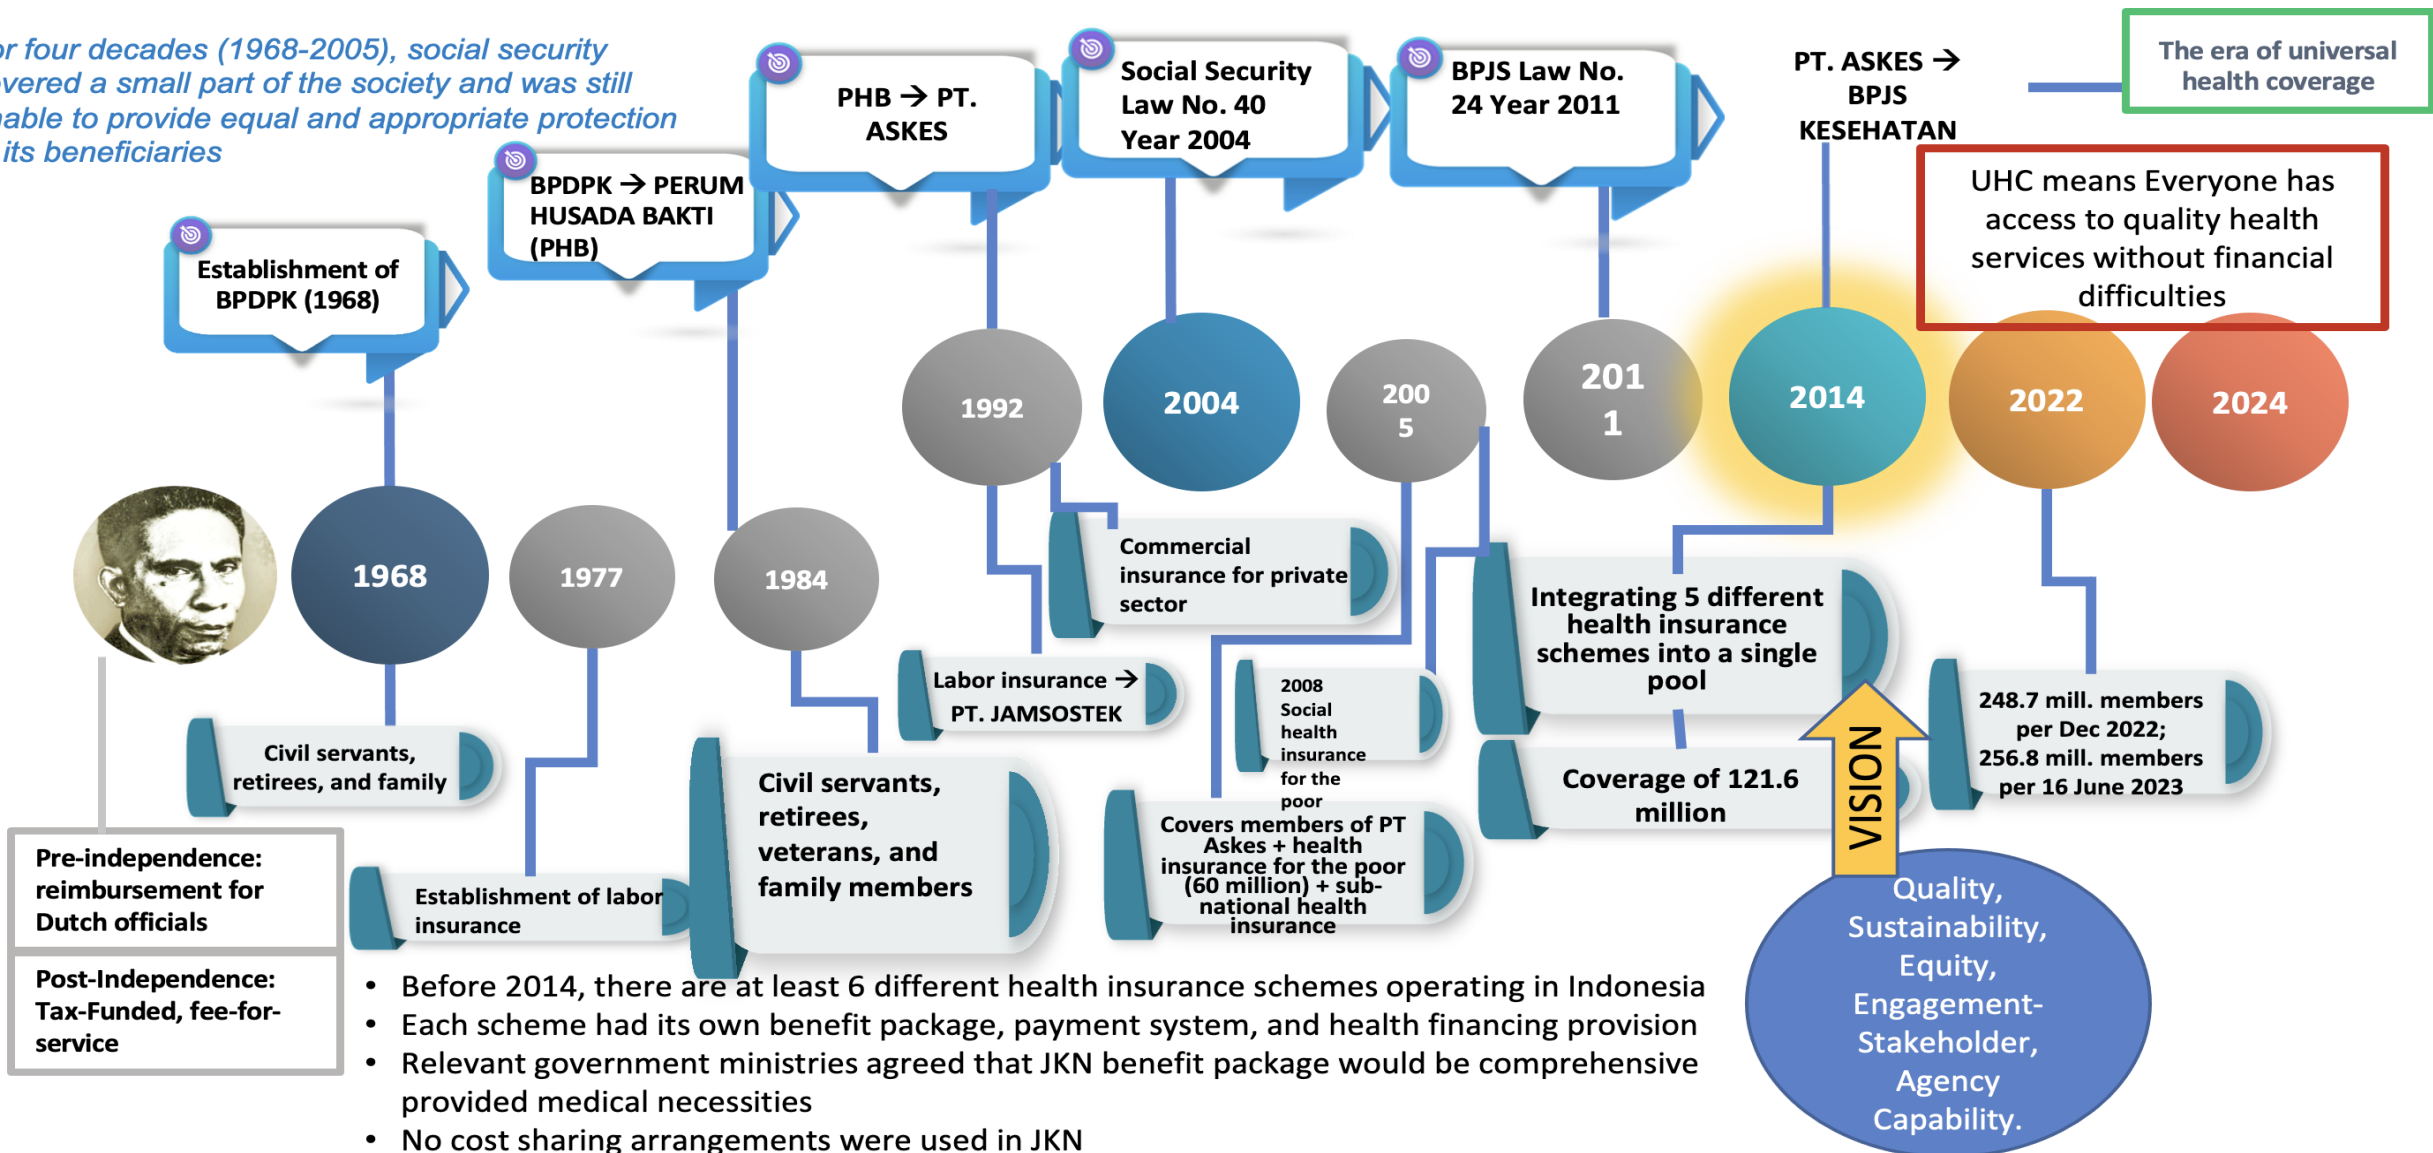 or four decades (1968-2005), social security
overed a small part of the society and was still
nable to provide equal and appropriate protection
its beneficiaries
Establishment of
BPDPK (1968)
BPDPK → PERUM
HUSADA BAKTI
(PHB)
PHB → PT.
ASKES
Social Security
Law No. 40
Year 2004
BPJS Law No.
24 Year 2011
PT. ASKES →
BPJS
KESEHATAN
The era of universal
health coverage
UHC means Everyone has
access to quality health
services without financial
difficulties
1968
1977
1984
1992
2004
200
5
201
1
2014
2022
2024
Pre-independence:
reimbursement for
Dutch officials
Post-Independence:
Tax-Funded, fee-for-
service
Civil servants,
retirees, and family
Establishment of labor
insurance
Civil servants,
retirees,
veterans, and
family members
Labor insurance →
PT. JAMSOSTEK
Commercial
insurance for private
sector
Covers members of PT
Askes + health
insurance for the poor
(60 million) + sub-
national health
insurance
2008
Social
health
insurance
for the
poor
Integrating 5 different
health insurance
schemes into a single
pool
Coverage of 121.6
million
248.7 mill. members
per Dec 2022;
256.8 mill. members
per 16 June 2023
VISION
Quality,
Sustainability,
Equity,
Engagement-
Stakeholder,
Agency
Capability.
• Before 2014, there are at least 6 different health insurance schemes operating in Indonesia
• Each scheme had its own benefit package, payment system, and health financing provision
• Relevant government ministries agreed that JKN benefit package would be comprehensive
provided medical necessities
• No cost sharing arrangements were used in JKN